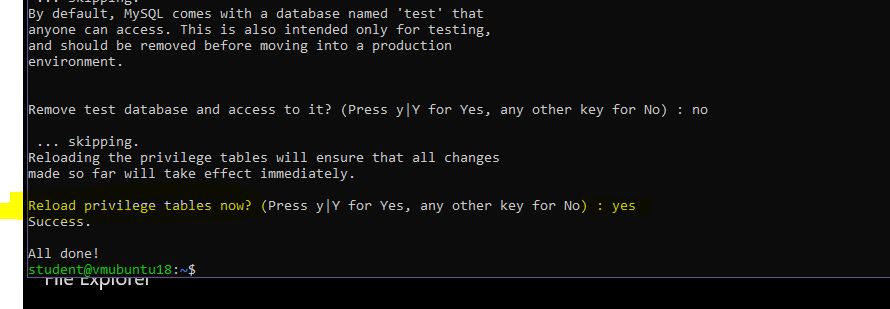 ... skipping.
By default, MySQL comes with a database named 'test' that
anyone can access. This is also intended only for testing,
and should be removed before moving into a production
environment.
Remove test database and access to it? (Press y|Y for Yes, any other key for No) : no
... skipping.
Reloading the privilege tables will ensure that all changes
made so far will take effect immediately.
Reload privilege tables now? (Press y|Y for Yes, any other key for No) : yes
Success.
All done!
student@vmubuntu18:~$
File Explorer